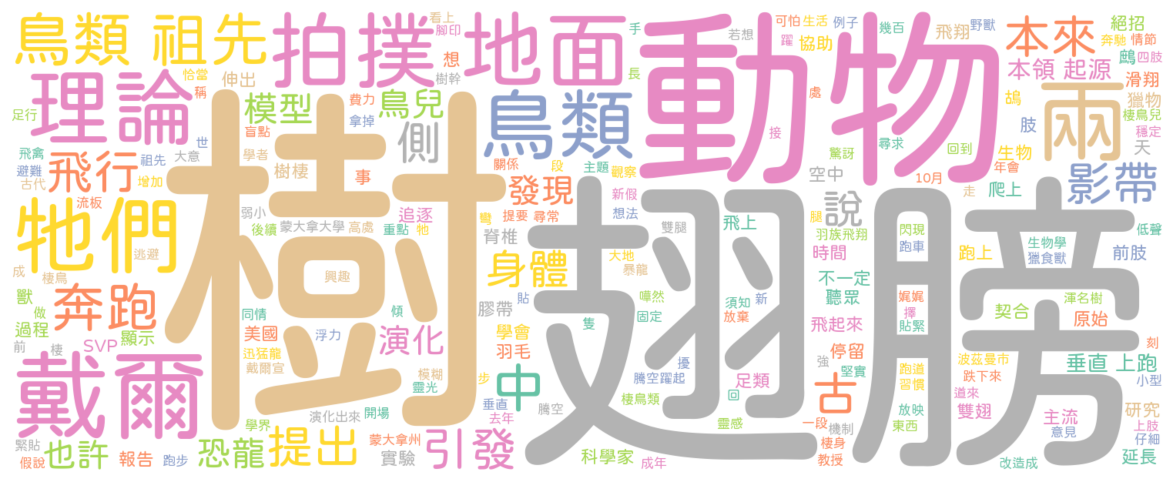 鳥類 祖先
拍撲
地面
動物
本來
理論
樹
翅膀
模型
鳥兒
側
鳥類
兩
影帶
飛行
牠們
奔跑
戴爾
發現
說
身體
演化
中
古
引發
提出
恐龍
也許
報告
實驗
看上
腳印
恰當
伸出
稱
樹幹
想
手
長
若想
可怕
生活
躍
協助
例子
幾百
飛翔
野獸
絕招
奔馳
情節
本領 起源
鷓
四肢
滑翔
鴣
獵物
棲鳥兒
穩定
肢
天
生物
尋求
回到
處
接
驚訝
空中
年會
10月
走
爬上
足行
世
盲點
費力
拿掉
飛禽
大意
學者
避難
祖先
古代
增加
流板
樹棲
事
關係
段
主題
觀察
提要
尋常
新假
想法
弱小
後續
蒙大拿大學
高處
追逐
重點
牠
彎
脊椎
飛上
雙腿
大地
暴龍
逃避
興趣
成
棲鳥
獸
做
過程
顯示
前
棲
SVP
同情
美國
浮力
傾
迅猛龍
戴爾宣
模糊
靈光
膠帶
貼
隻
嗶然
固定
須知
新
放棄
學會
羽毛
步
垂直
去年
騰空
擾
騰空躍起
棲鳥類
回
足類
靈感
腿
羽族飛翔
時間
不一定
聽眾
飛起來
強
停留
堅實
閃現
跑車
娓娓
擇
貼緊
跑道
習慣
放映
東西
一段
機制
棲身
教授
跑上
生物學
獵食獸
低聲
前肢
契合
渾名樹
原始
刻
波茲曼市
垂直 上跑
跌下來
小型
道來
雙翅
主流
意見
研究
上肢
仔細
改造成
延長
演化出來
開場
學界
緊貼
假說
跑步
蒙大拿州
科學家
成年